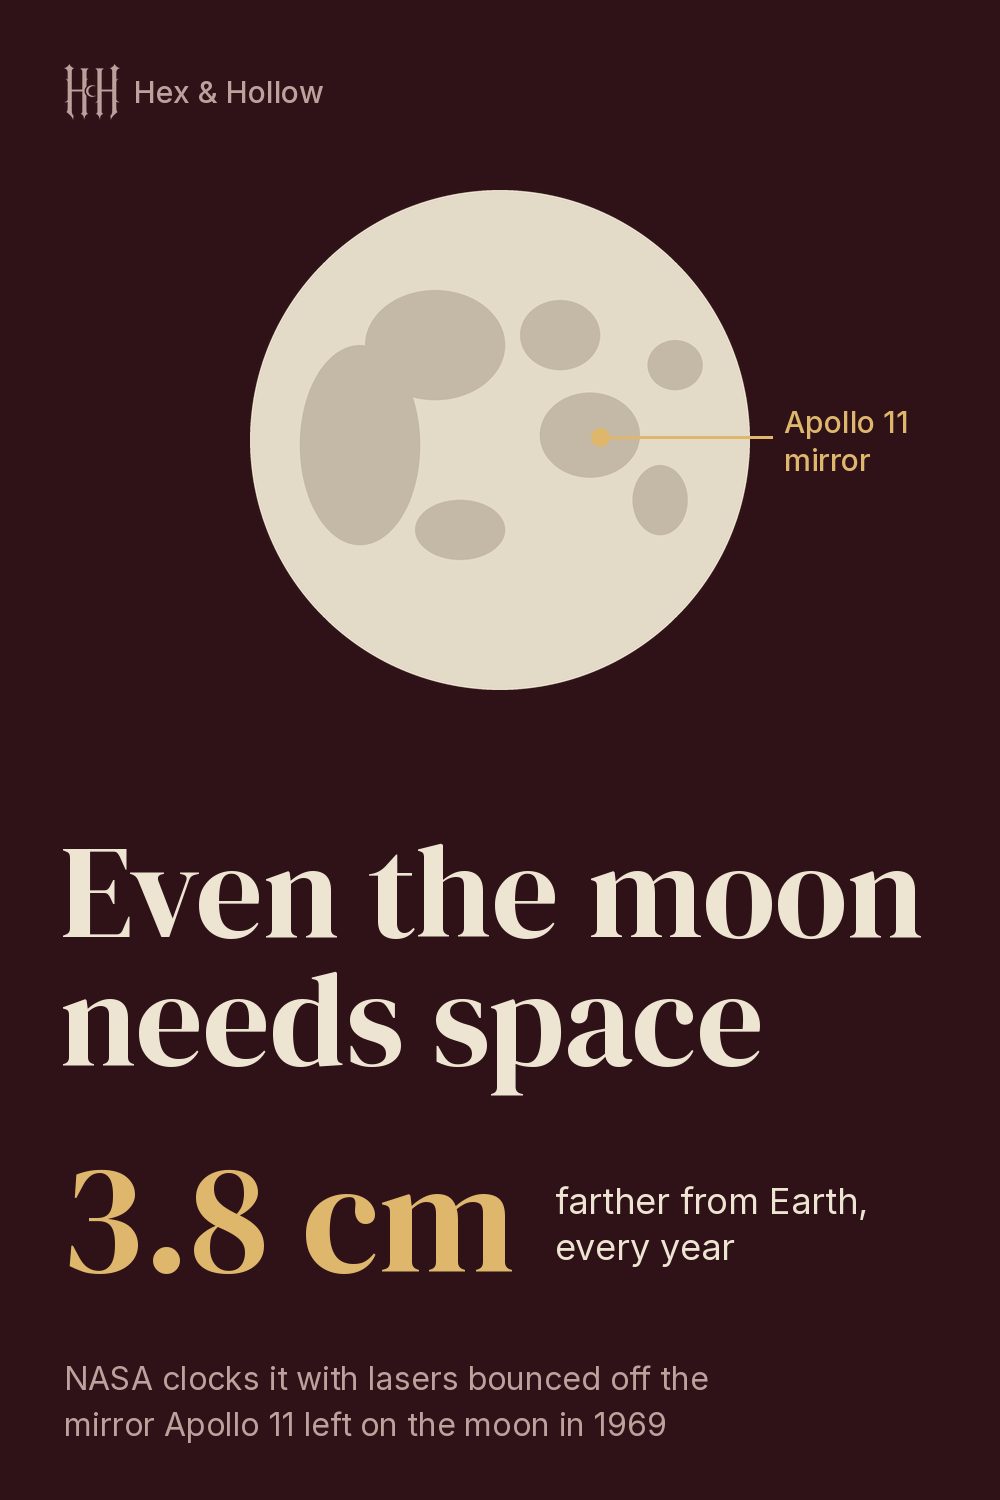 Hex & Hollow
Apollo 11
mirror
Even the moon
needs space
3.8 cm
farther from Earth,
every year
NASA clocks it with lasers bounced off the
mirror Apollo 11 left on the moon in 1969